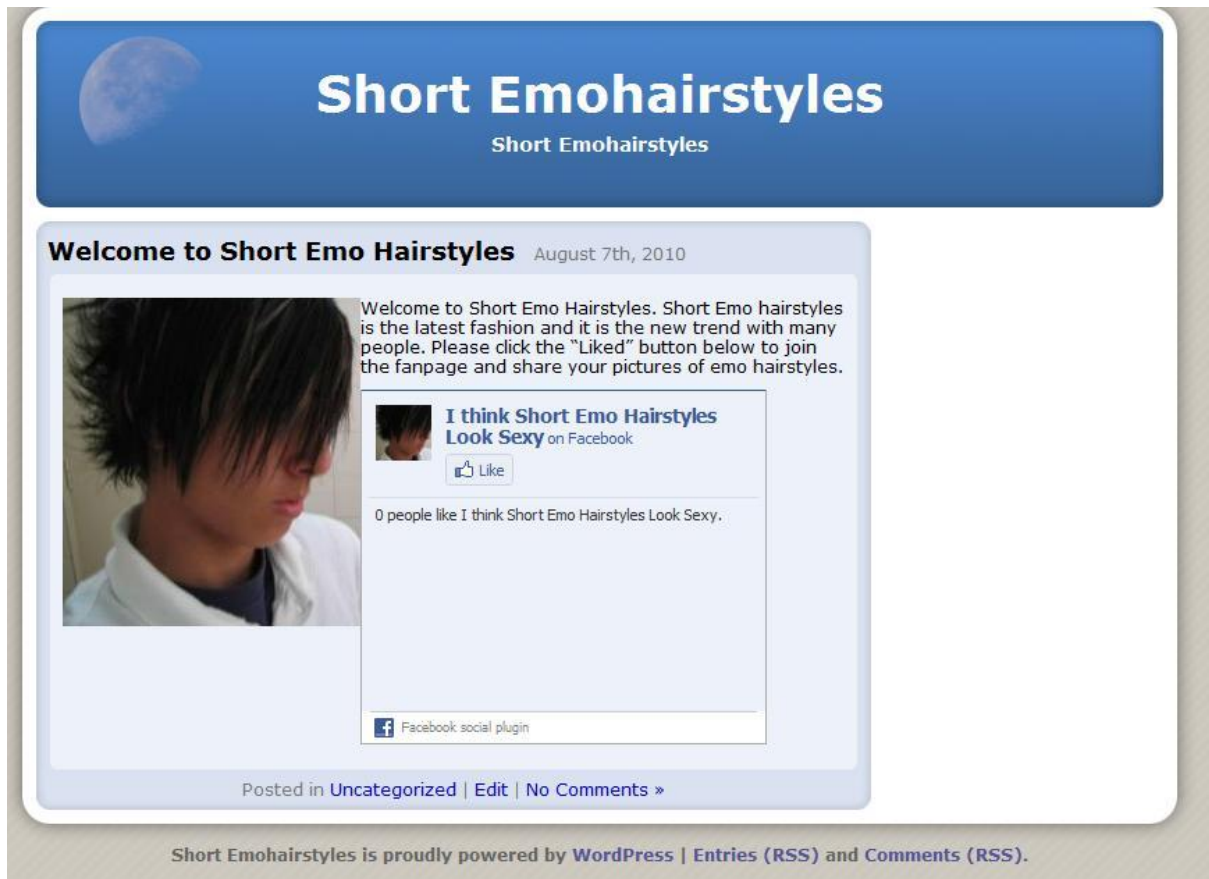 Short Emohairstyles
Short Emohairstyles
Welcome to Short Emo Hairstyles August 7th, 2010
Welcome to Short Emo Hairstyles. Short Emo hairstyles
is the latest fashion and it is the new trend with many
people. Please click the “Liked” button below to join
the fanpage and share your pictures of emo hairstyles.
I think Short Emo Hairstyles
Look Sexy on Facebook
Like
0 people like I think Short Emo Hairstyles Look Sexy.
Facebook social plugin
Posted in Uncategorized | Edit | No Comments »
Short Emohairstyles is proudly powered by WordPress | Entries (RSS) and Comments (RSS).